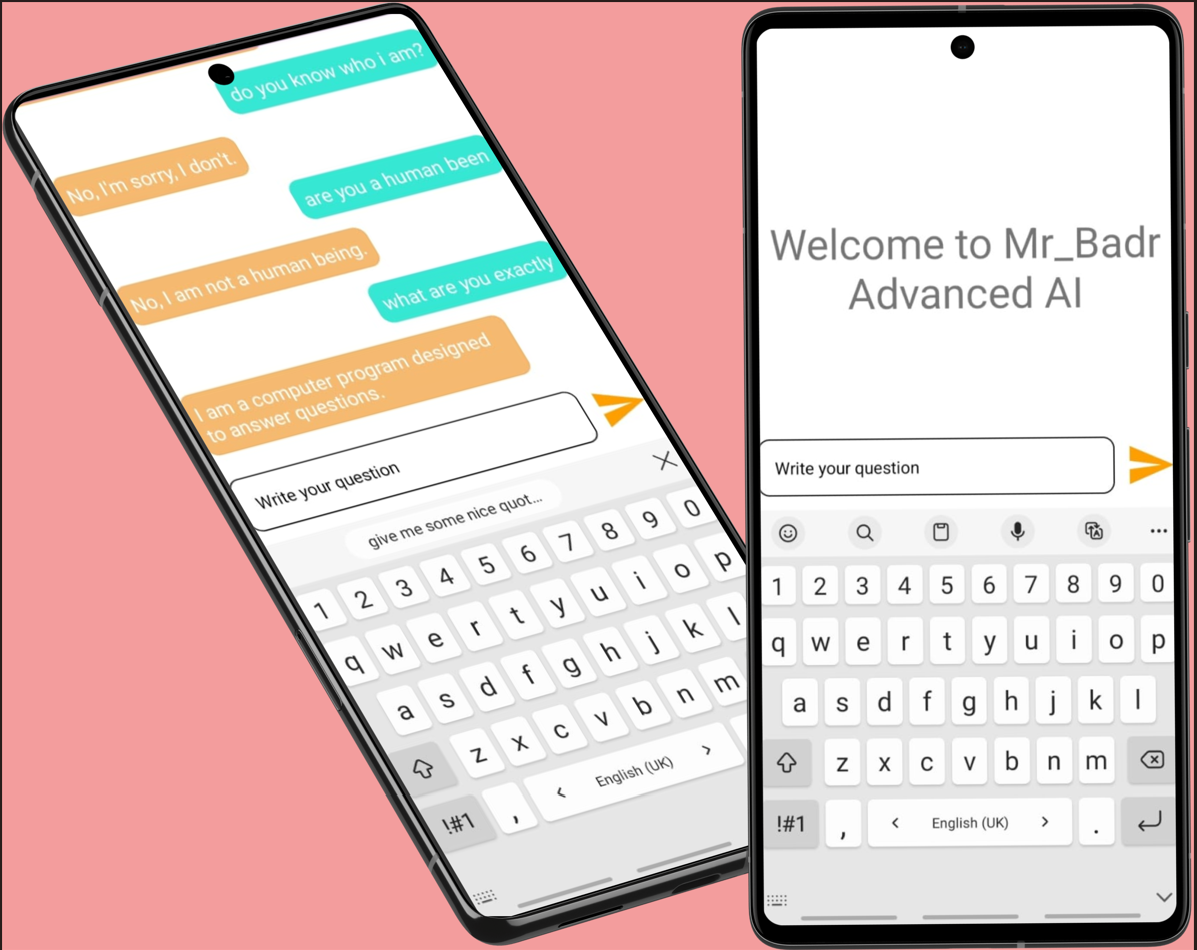 do you know who i am?
No, I'm sorry, I don't.
are you a human been
No, I am not a human being.
what are you exactly
I am a computer program designed
to answer questions.
Write your question
give me some nice quot...
1 2 3 4 5 6 7 8 9 0
q w e r t y u i o p
a s d f g h j k l
z x c v b n m
!#1 , < English (UK) >
Welcome to Mr_Badr
Advanced AI
Write your question
1 2 3 4 5 6 7 8 9 0
q w e r t y u i o p
a s d f g h j k l
z x c v b n m
!#1 , < English (UK) > .